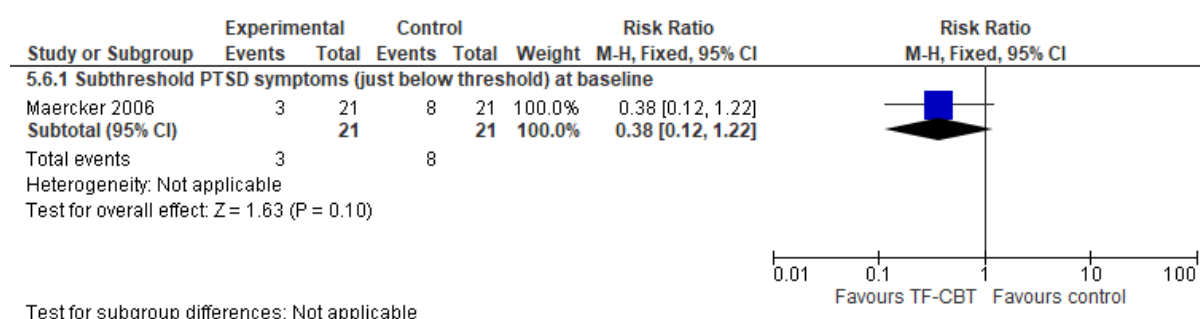 Experimental Control Risk Ratio Risk Ratio
Study or Subgroup Events Total Events Total Weight M-H, Fixed, 95% CI M-H, Fixed, 95% CI
5.6.1 Subthreshold PTSD symptoms (just below threshold) at baseline
Maercker 2006 3 21 8 21 100.0% 0.38 [0.12, 1.22]
Subtotal (95% CI) 21 21 100.0% 0.38 [0.12, 1.22]
Total events 3 8
Heterogeneity: Not applicable
Test for overall effect: Z = 1.63 (P = 0.10)
0.01 0.1 1 10 100
Favours TF-CBT Favours control
Test for subgroup differences: Not applicable